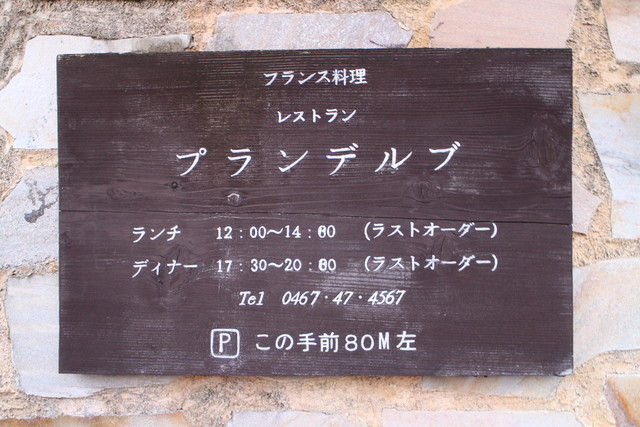 フランス料理
レストラン
プランデルブ
ランチ 12:00〜14:00 (ラストオーダー)
ディナー 17:30〜20:00 (ラストオーダー)
Tel 0467・47・4567
P この手前80M左